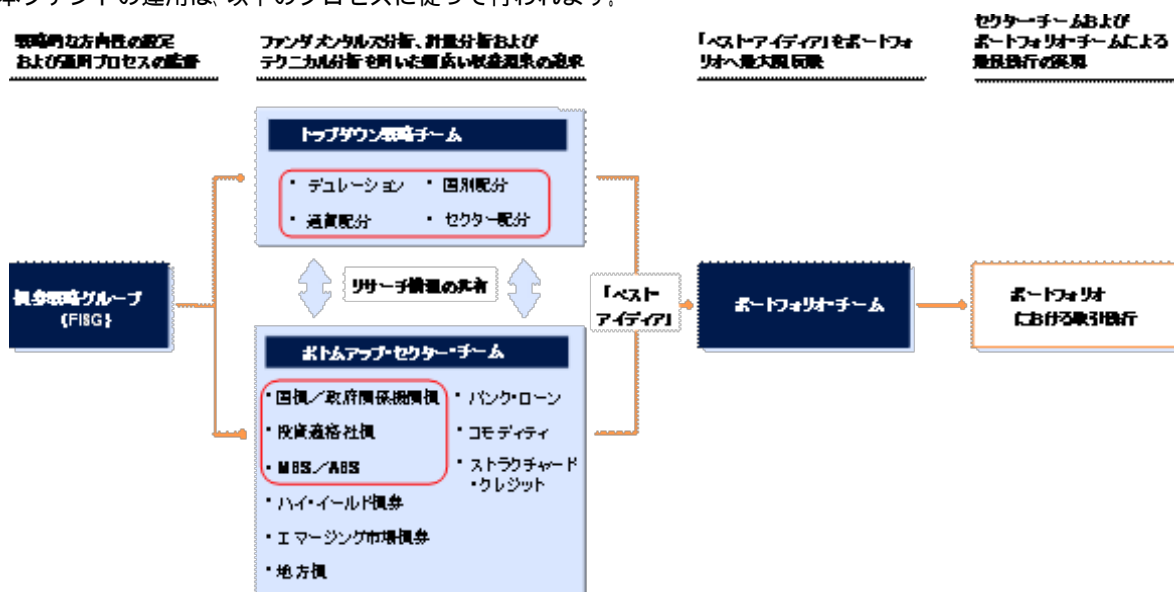 本ファンドの運用は、以下のプロセスに従って行われます。
戦略的な方向性の設定
および運用プロセスの監督
ファンダメンタルズ分析、計量分析および
テクニカル分析を用いた幅広い収益源泉の追求
「ベスト・アイディア」をポートフォ
リオへ最大限反映
セクター・チームおよび
ポートフォリオ・チームによる
最良執行の実現
トップダウン戦略チーム
・ デュレーション
・ 国別配分
・ 通貨配分
・ セクター配分
リサーチ情報の共有
債券戦略グループ
(FISG)
「ベスト・
アイディア」
ポートフォリオ・チーム
ポートフォリオ
における取引執行
ボトムアップ・セクター・チーム
・国債／政府関係機関債
・投資適格社債
・MBS／ABS
・ハイ・イールド債券
・エマージング市場債券
・地方債
・バンク・ローン
・コモディティ
・ストラクチャード
・クレジット